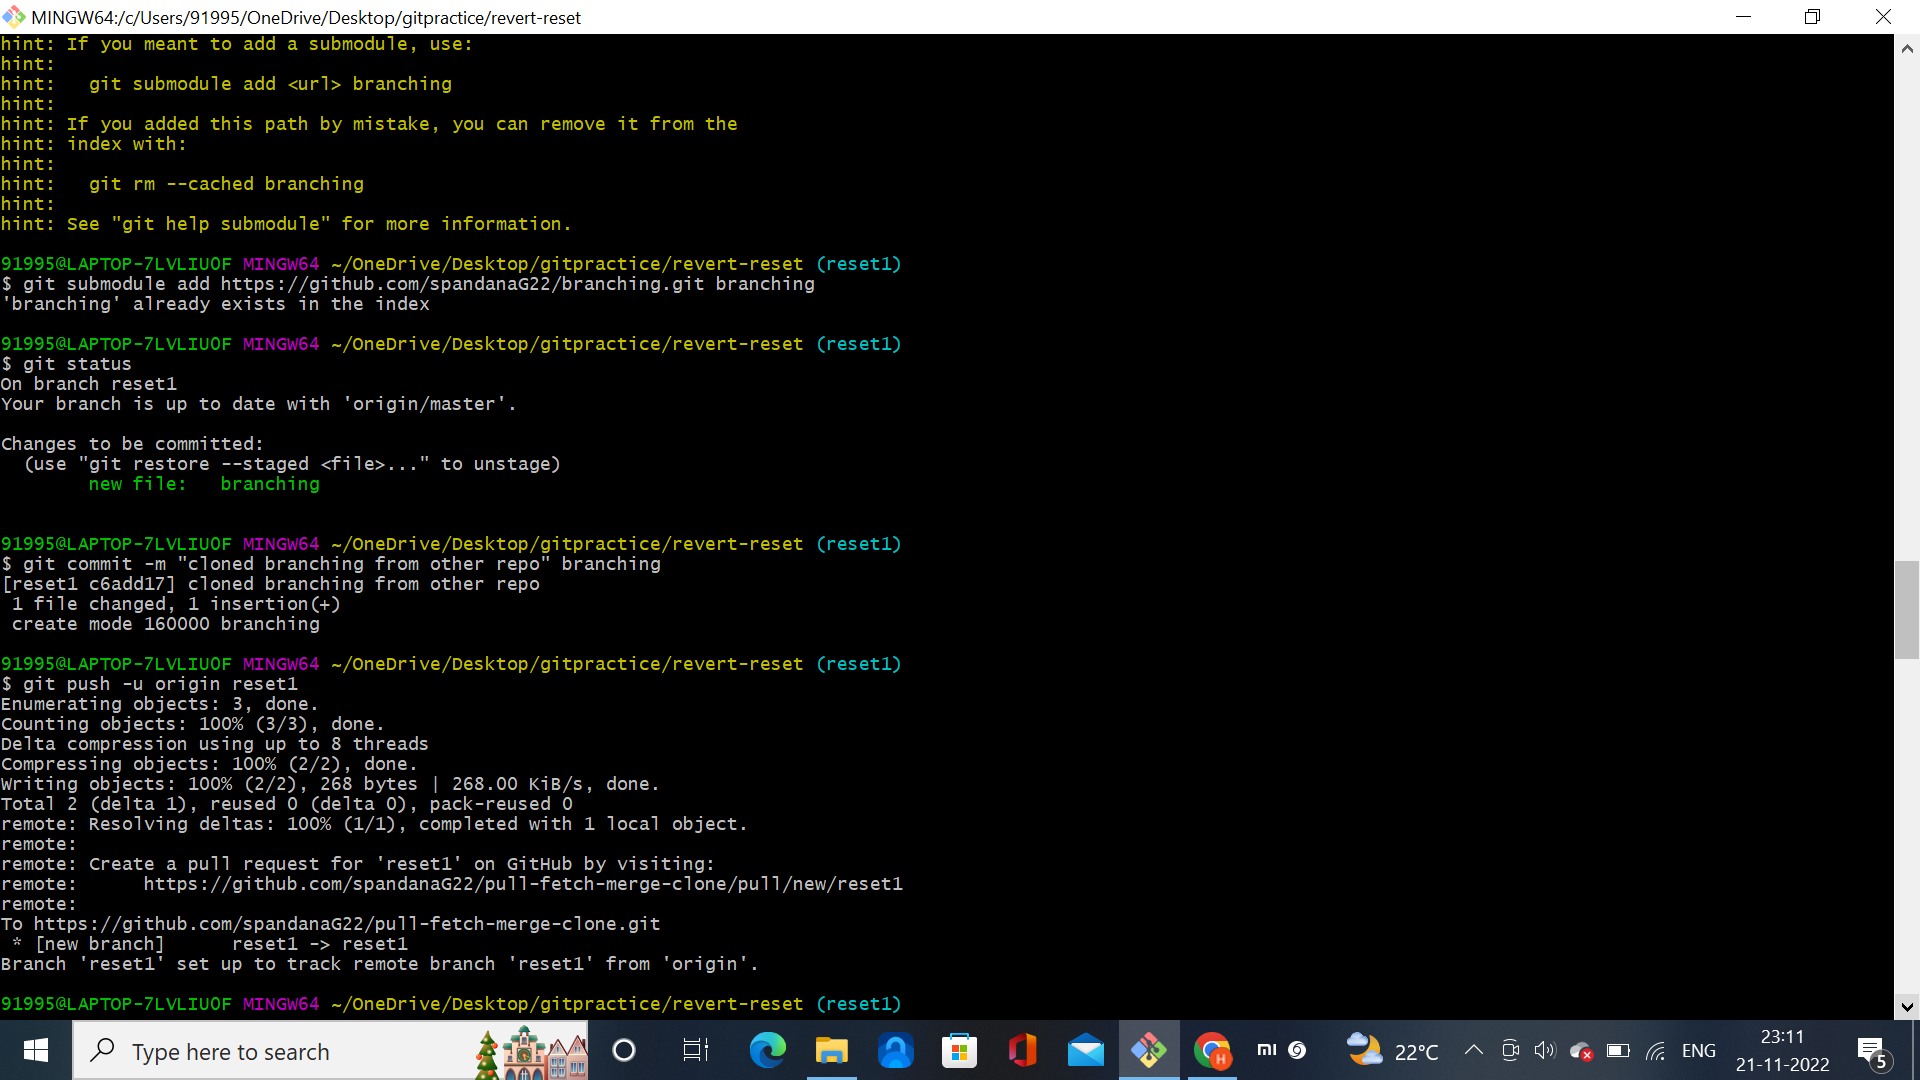 MINGW64:/c/Users/91995/OneDrive/Desktop/gitpractice/revert-reset
hint: If you meant to add a submodule, use:
hint:
hint:   git submodule add <url> branching
hint:
hint: If you added this path by mistake, you can remove it from the
hint: index with:
hint:
hint:   git rm --cached branching
hint:
hint: See "git help submodule" for more information.
91995@LAPTOP-7LVLIU0F MINGW64 ~/OneDrive/Desktop/gitpractice/revert-reset (reset1)
$ git submodule add https://github.com/spandanaG22/branching.git branching
'branching' already exists in the index
91995@LAPTOP-7LVLIU0F MINGW64 ~/OneDrive/Desktop/gitpractice/revert-reset (reset1)
$ git status
On branch reset1
Your branch is up to date with 'origin/master'.
Changes to be committed:
  (use "git restore --staged <file>..." to unstage)
        new file:   branching
91995@LAPTOP-7LVLIU0F MINGW64 ~/OneDrive/Desktop/gitpractice/revert-reset (reset1)
$ git commit -m "cloned branching from other repo" branching
[reset1 c6add17] cloned branching from other repo
 1 file changed, 1 insertion(+)
 create mode 160000 branching
91995@LAPTOP-7LVLIU0F MINGW64 ~/OneDrive/Desktop/gitpractice/revert-reset (reset1)
$ git push -u origin reset1
Enumerating objects: 3, done.
Counting objects: 100% (3/3), done.
Delta compression using up to 8 threads
Compressing objects: 100% (2/2), done.
Writing objects: 100% (2/2), 268 bytes | 268.00 KiB/s, done.
Total 2 (delta 1), reused 0 (delta 0), pack-reused 0
remote: Resolving deltas: 100% (1/1), completed with 1 local object.
remote:
remote: Create a pull request for 'reset1' on GitHub by visiting:
remote:      https://github.com/spandanaG22/pull-fetch-merge-clone/pull/new/reset1
remote:
To https://github.com/spandanaG22/pull-fetch-merge-clone.git
 * [new branch]      reset1 -> reset1
Branch 'reset1' set up to track remote branch 'reset1' from 'origin'.
91995@LAPTOP-7LVLIU0F MINGW64 ~/OneDrive/Desktop/gitpractice/revert-reset (reset1)
Type here to search
H
mi
22°C
ENG
23:11
21-11-2022
5